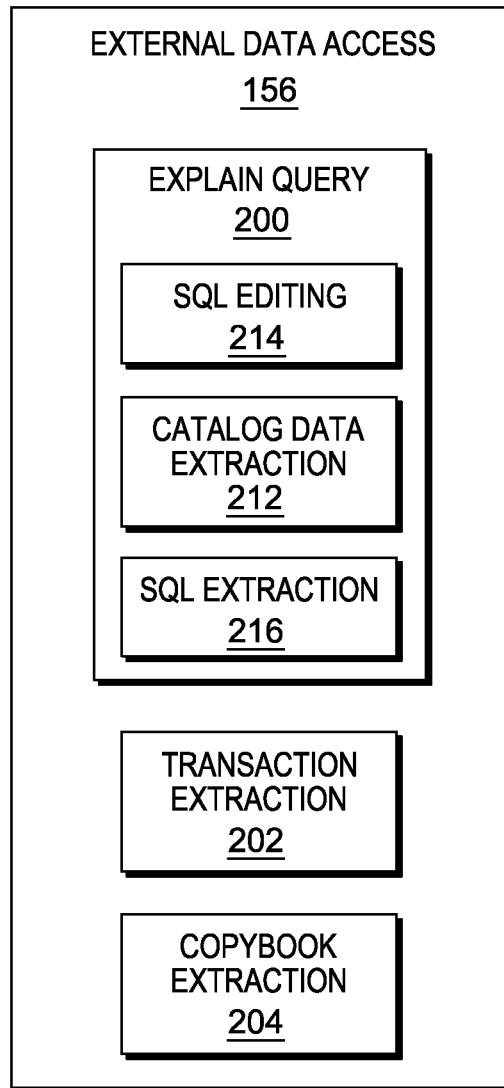 EXTERNAL DATA ACCESS
156
EXPLAIN QUERY
200
SQL EDITING
214
CATALOG DATA
EXTRACTION
212
SQL EXTRACTION
216
TRANSACTION
EXTRACTION
202
COPYBOOK
EXTRACTION
204